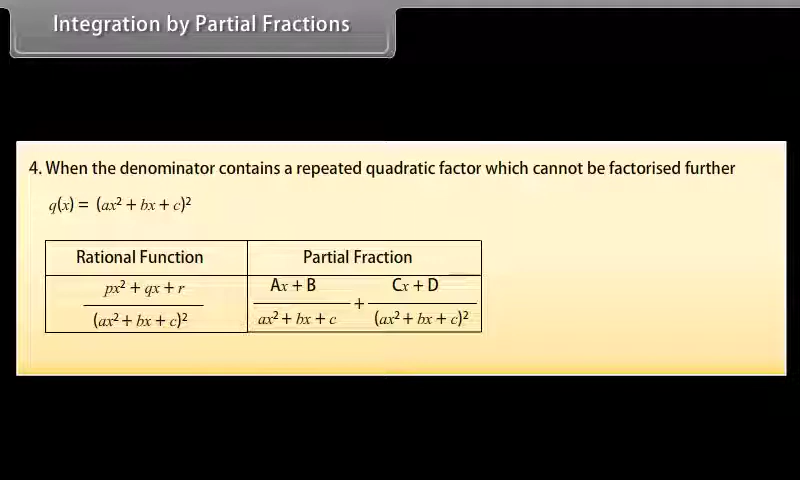 Integration by Partial Fractions
4. When the denominator contains a repeated quadratic factor which cannot be factorised further
q(x) = (ax² + bx + c)²
Rational Function Partial Fraction
px² + qx + r Ax + B Cx + D
+
(ax² + bx + c)² ax² + bx + c (ax² + bx + c)²